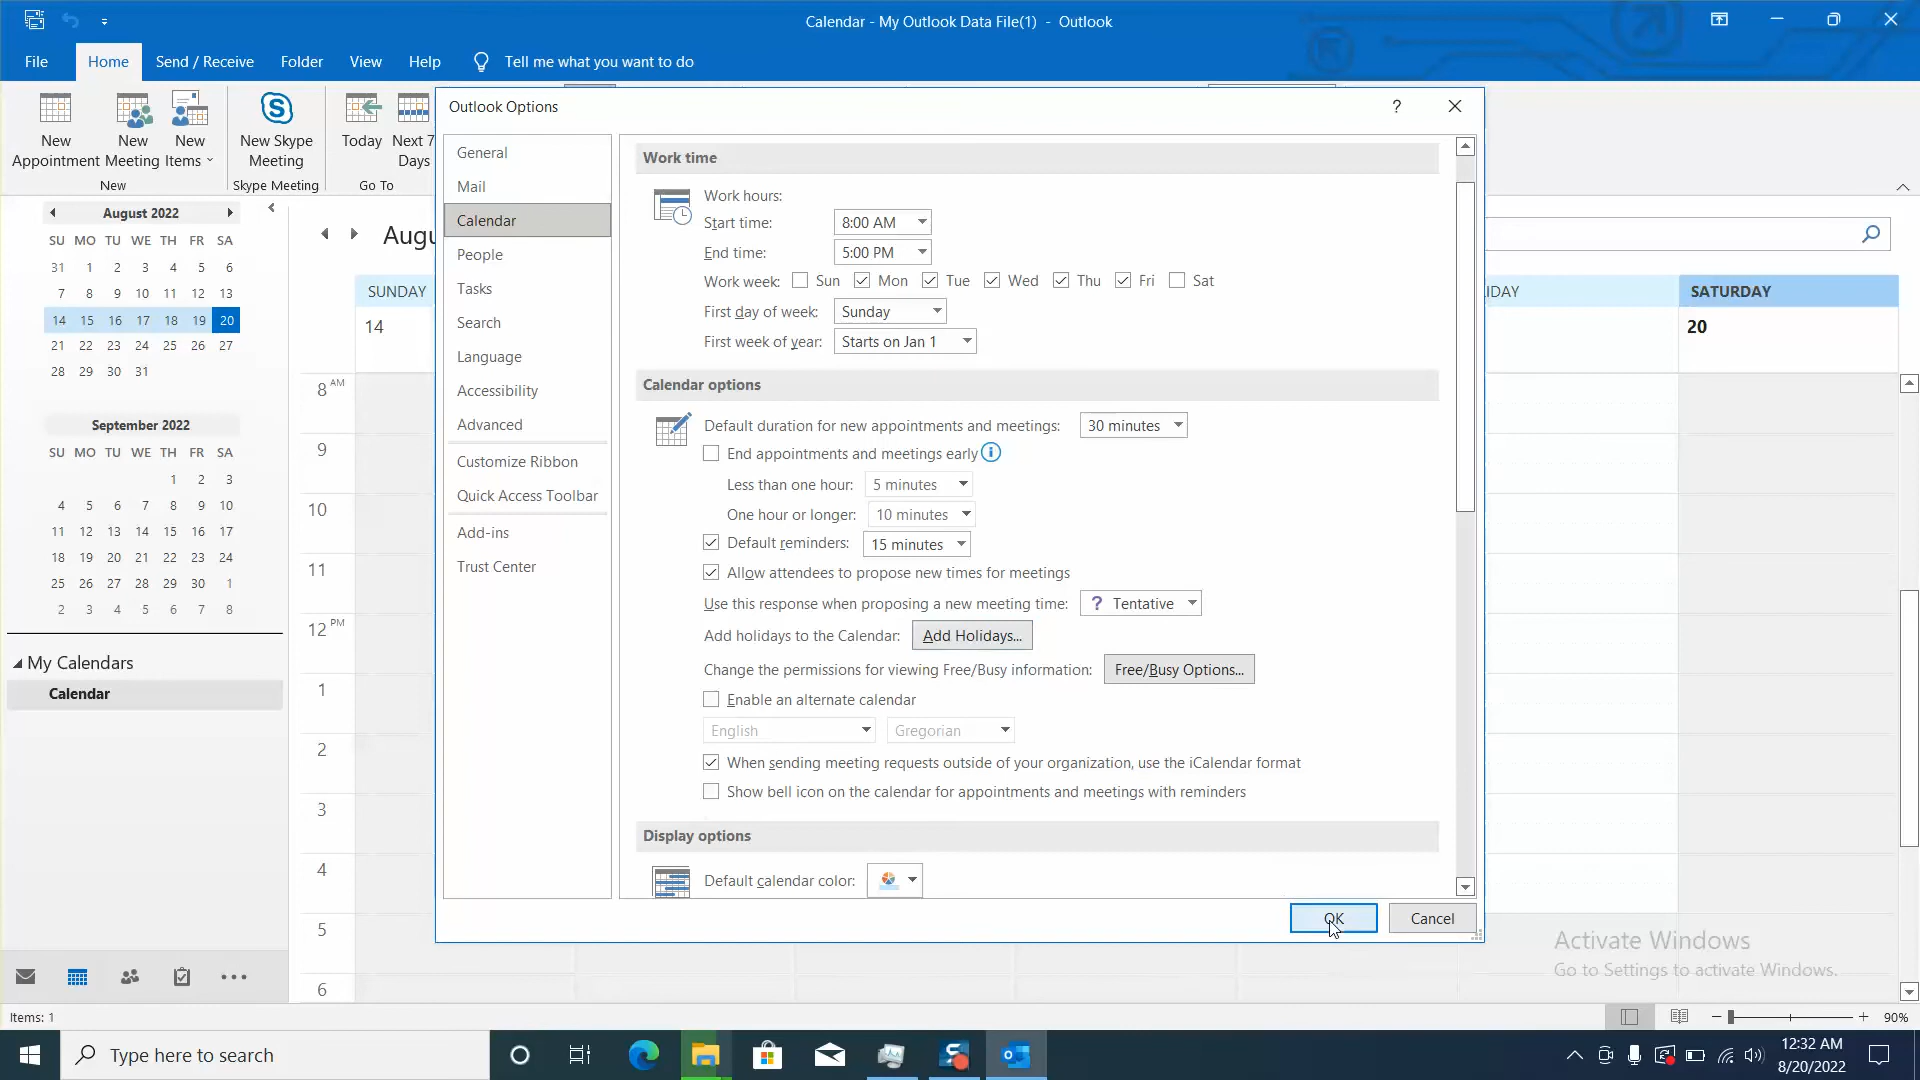 Calendar - My Outlook Data File(1) - Outlook
File Home Send / Receive Folder View Help Tell me what you want to do
New Appointment
New Meeting
New Items
New Skype Meeting
Today
Next 7 Days
New
Skype Meeting
Go To
August 2022
SU MO TU WE TH FR SA
31 1 2 3 4 5 6
7 8 9 10 11 12 13
14 15 16 17 18 19 20
21 22 23 24 25 26 27
28 29 30 31
September 2022
SU MO TU WE TH FR SA
1 2 3
4 5 6 7 8 9 10
11 12 13 14 15 16 17
18 19 20 21 22 23 24
25 26 27 28 29 30 1
2 3 4 5 6 7 8
My Calendars
Calendar
Augu
SUNDAY
14
IDAY
SATURDAY
20
8 AM
9
10
11
12 PM
1
2
3
4
5
6
Outlook Options
?
General
Mail
Calendar
People
Tasks
Search
Language
Accessibility
Advanced
Customize Ribbon
Quick Access Toolbar
Add-ins
Trust Center
Work time
Work hours:
Start time: 8:00 AM
End time: 5:00 PM
Work week: Sun Mon Tue Wed Thu Fri Sat
First day of week: Sunday
First week of year: Starts on Jan 1
Calendar options
Default duration for new appointments and meetings: 30 minutes
End appointments and meetings early
Less than one hour: 5 minutes
One hour or longer: 10 minutes
Default reminders: 15 minutes
Allow attendees to propose new times for meetings
Use this response when proposing a new meeting time: ? Tentative
Add holidays to the Calendar: Add Holidays...
Change the permissions for viewing Free/Busy information: Free/Busy Options...
Enable an alternate calendar
English Gregorian
When sending meeting requests outside of your organization, use the iCalendar format
Show bell icon on the calendar for appointments and meetings with reminders
Display options
Default calendar color:
OK Cancel
Activate Windows
Go to Settings to activate Windows.
Items: 1
90%
Type here to search
12:32 AM
8/20/2022